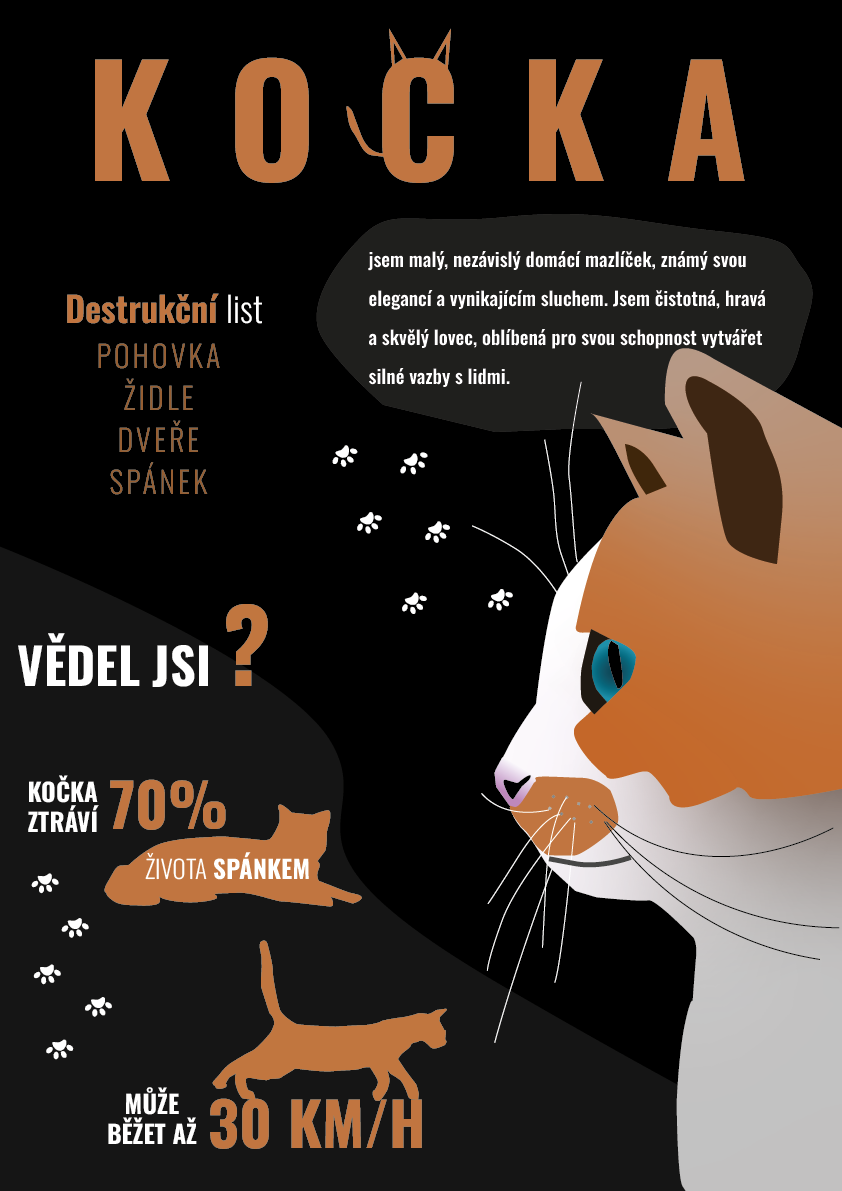 KOČKA
jsem malý, nezávislý domácí mazlíček, známý svou
elegancí a vynikajícím sluchem. Jsem čistotná, hravá
a skvělý lovec, oblíbená pro svou schopnost vytvářet
silné vazby s lidmi.
Destrukční list
POHOVKA
ŽIDLE
DVEŘE
SPÁNEK
VĚDEL JSI ?
KOČKA
ZTRÁVÍ 70%
ŽIVOTA SPÁNKEM
MŮŽE
BĚŽET AŽ 30 KM/H